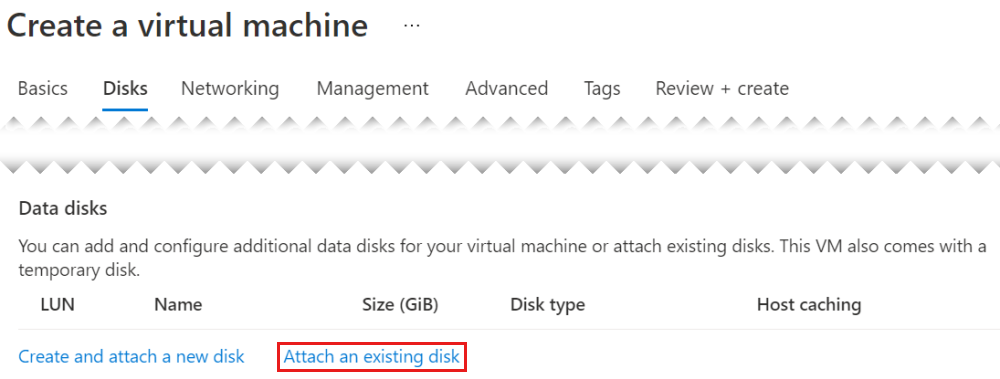 Create a virtual machine ...
Basics Disks Networking Management Advanced Tags Review + create
Data disks
You can add and configure additional data disks for your virtual machine or attach existing disks. This VM also comes with a
temporary disk.
LUN Name Size (GiB) Disk type Host caching
Create and attach a new disk Attach an existing disk